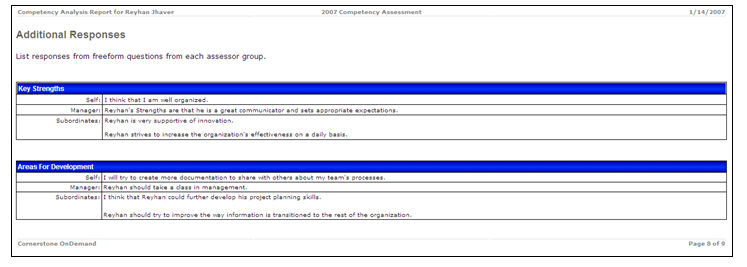 Competency Analysis Report for Reyhan Jhaver 2007 Competency Assessment 1/14/2007
Additional Responses
List responses from freeform questions from each assessor group.
Key Strengths
Self: I think that I am well organized.
Manager: Reyhan's Strengths are that he is a great communicator and sets appropriate expectations.
Subordinates: Reyhan is very supportive of innovation.
Reyhan strives to increase the organization's effectiveness on a daily basis.
Areas For Development
Self: I will try to create more documentation to share with others about my team's processes.
Manager: Reyhan should take a class in management.
Subordinates: I think that Reyhan could further develop his project planning skills.
Reyhan should try to improve the way information is transitioned to the rest of the organization.
Cornerstone OnDemand Page 8 of 9